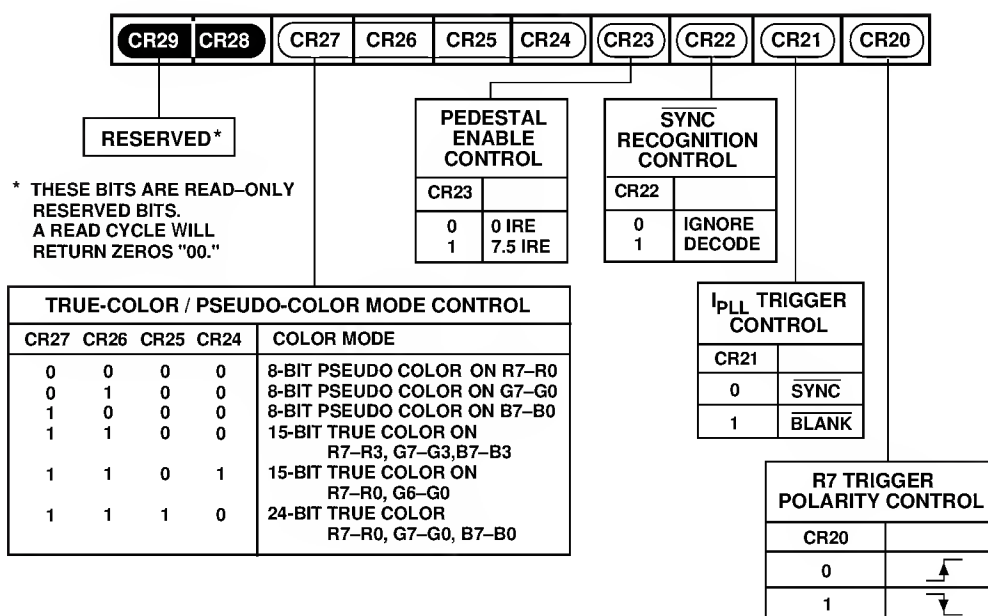 CR29 CR28 CR27 CR26 CR25 CR24 CR23 CR22 CR21 CR20
RESERVED*
* THESE BITS ARE READ–ONLY
RESERVED BITS.
A READ CYCLE WILL
RETURN ZEROS "00."
PEDESTAL
ENABLE
CONTROL
CR23
0 0 IRE
1 7.5 IRE
SYNC
RECOGNITION
CONTROL
CR22
0 IGNORE
1 DECODE
TRUE-COLOR / PSEUDO-COLOR MODE CONTROL
CR27 CR26 CR25 CR24 COLOR MODE
0 0 0 0 8-BIT PSEUDO COLOR ON R7–R0
0 1 0 0 8-BIT PSEUDO COLOR ON G7–G0
1 0 0 0 8-BIT PSEUDO COLOR ON B7–B0
1 1 0 0 15-BIT TRUE COLOR ON
R7–R3, G7–G3,B7–B3
1 1 0 1 15-BIT TRUE COLOR ON
R7–R0, G6–G0
1 1 1 0 24-BIT TRUE COLOR
R7–R0, G7–G0, B7–B0
IPLL TRIGGER
CONTROL
CR21
0 SYNC
1 BLANK
R7 TRIGGER
POLARITY CONTROL
CR20
0
1